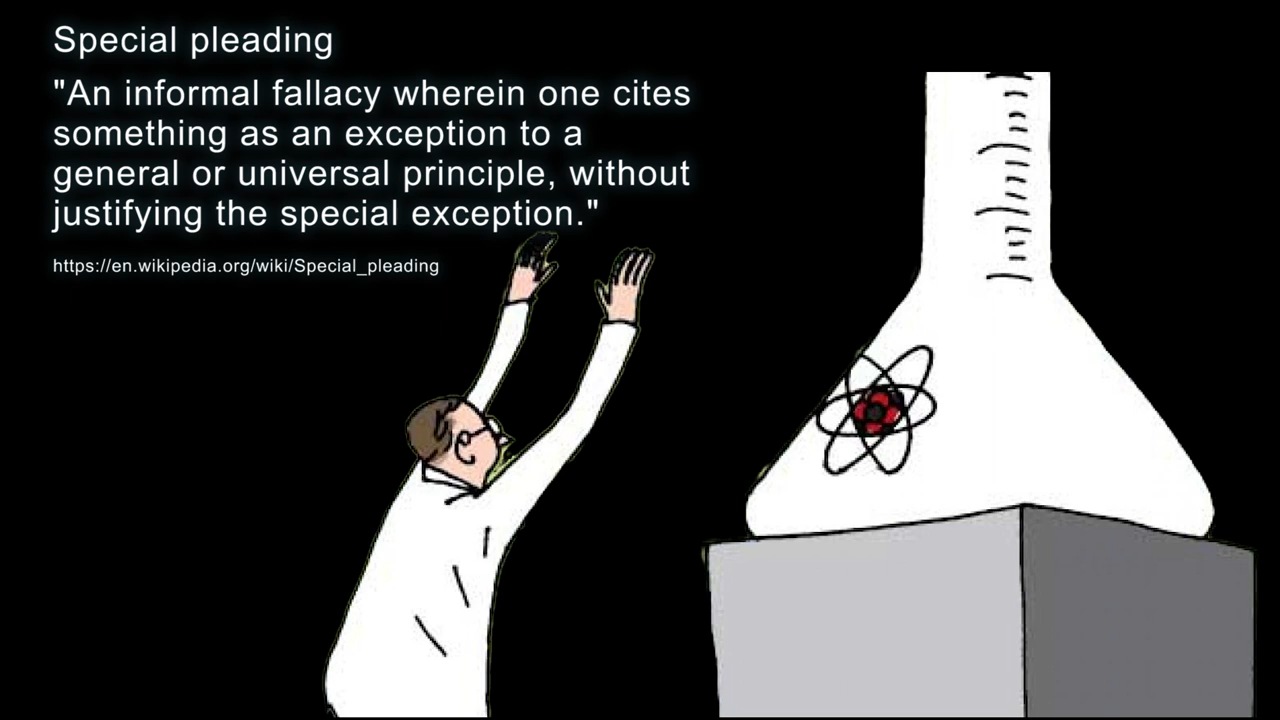 Special pleading
"An informal fallacy wherein one cites
something as an exception to a
general or universal principle, without
justifying the special exception."
https://en.wikipedia.org/wiki/Special_pleading